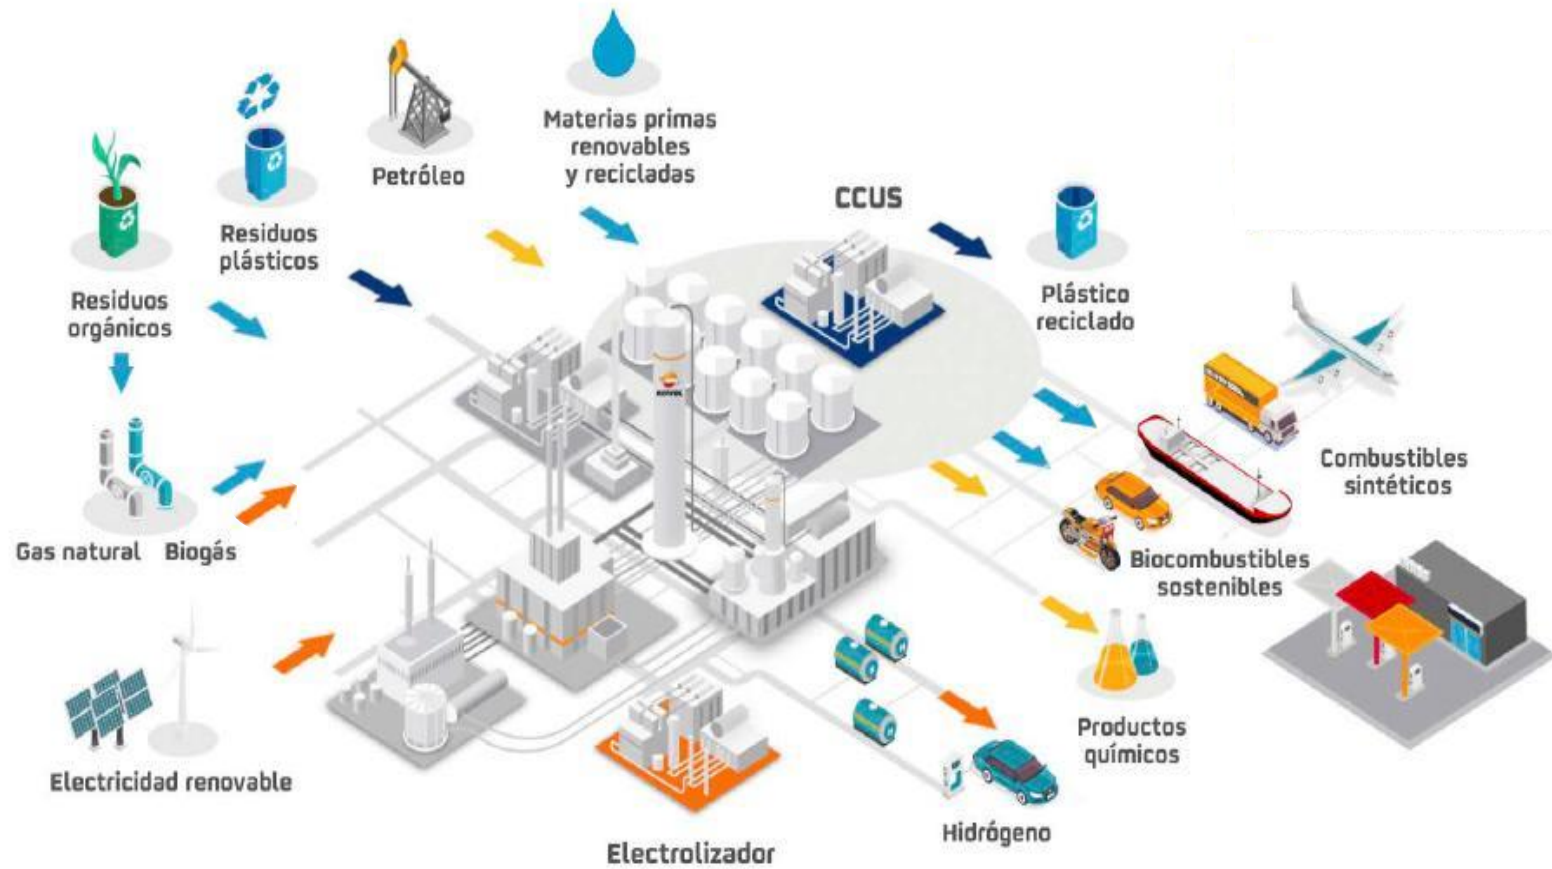 Materias primas
renovables
y recicladas
Petróleo
CCUS
Residuos
plásticos
Residuos
orgánicos
Plástico
reciclado
Combustibles
sintéticos
Gas natural
Biogás
Biocombustibles
sostenibles
Electricidad renovable
Productos
químicos
Hidrógeno
Electrolizador
REPSOL